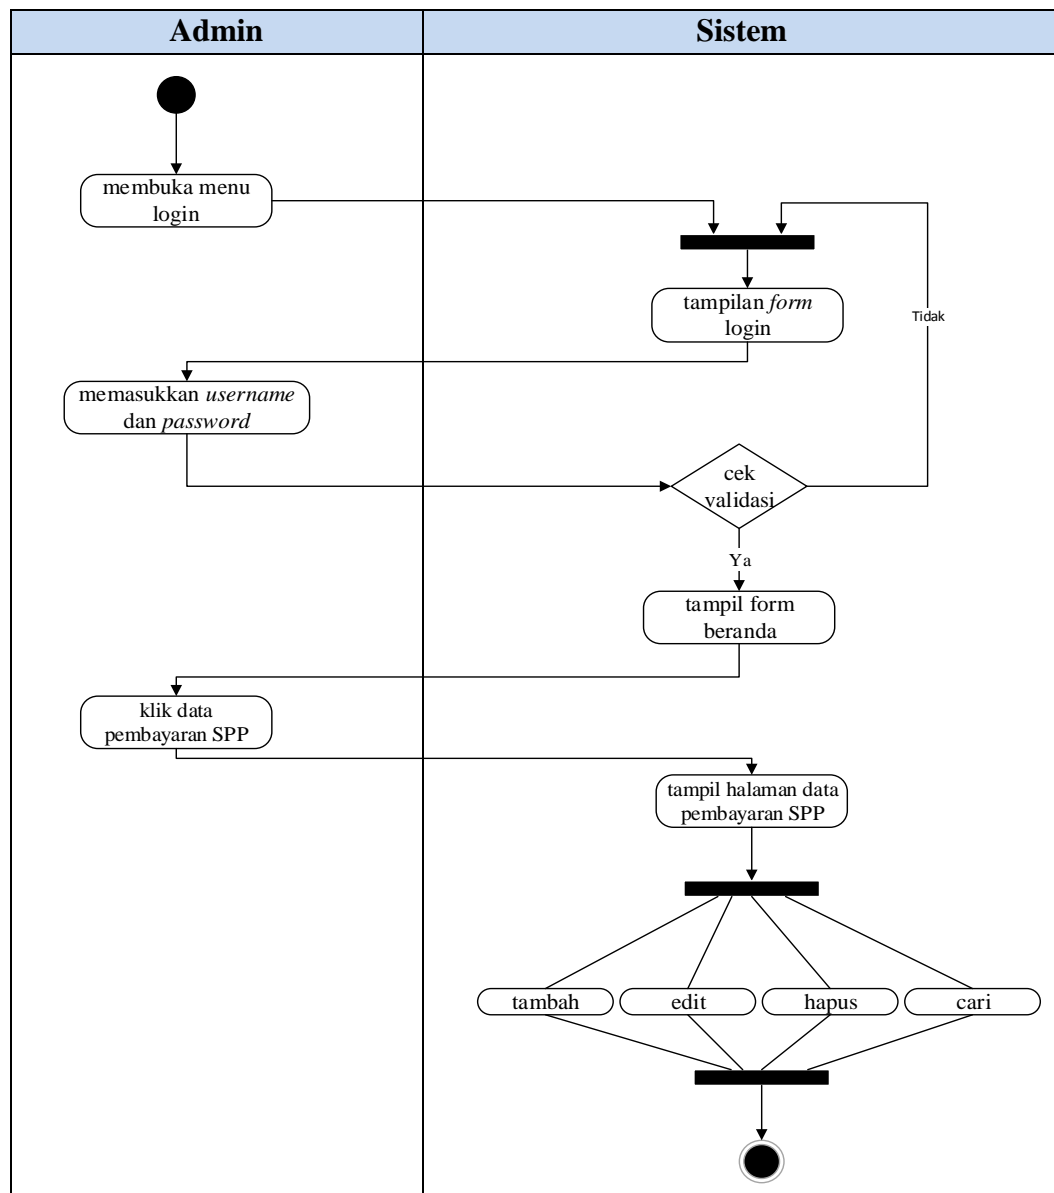 Admin
Sistem
membuka menu
login
tampilan form
login
Tidak
memasukkan username
dan password
cek
validasi
Ya
tampil form
beranda
klik data
pembayaran SPP
tampil halaman data
pembayaran SPP
tambah
edit
hapus
cari